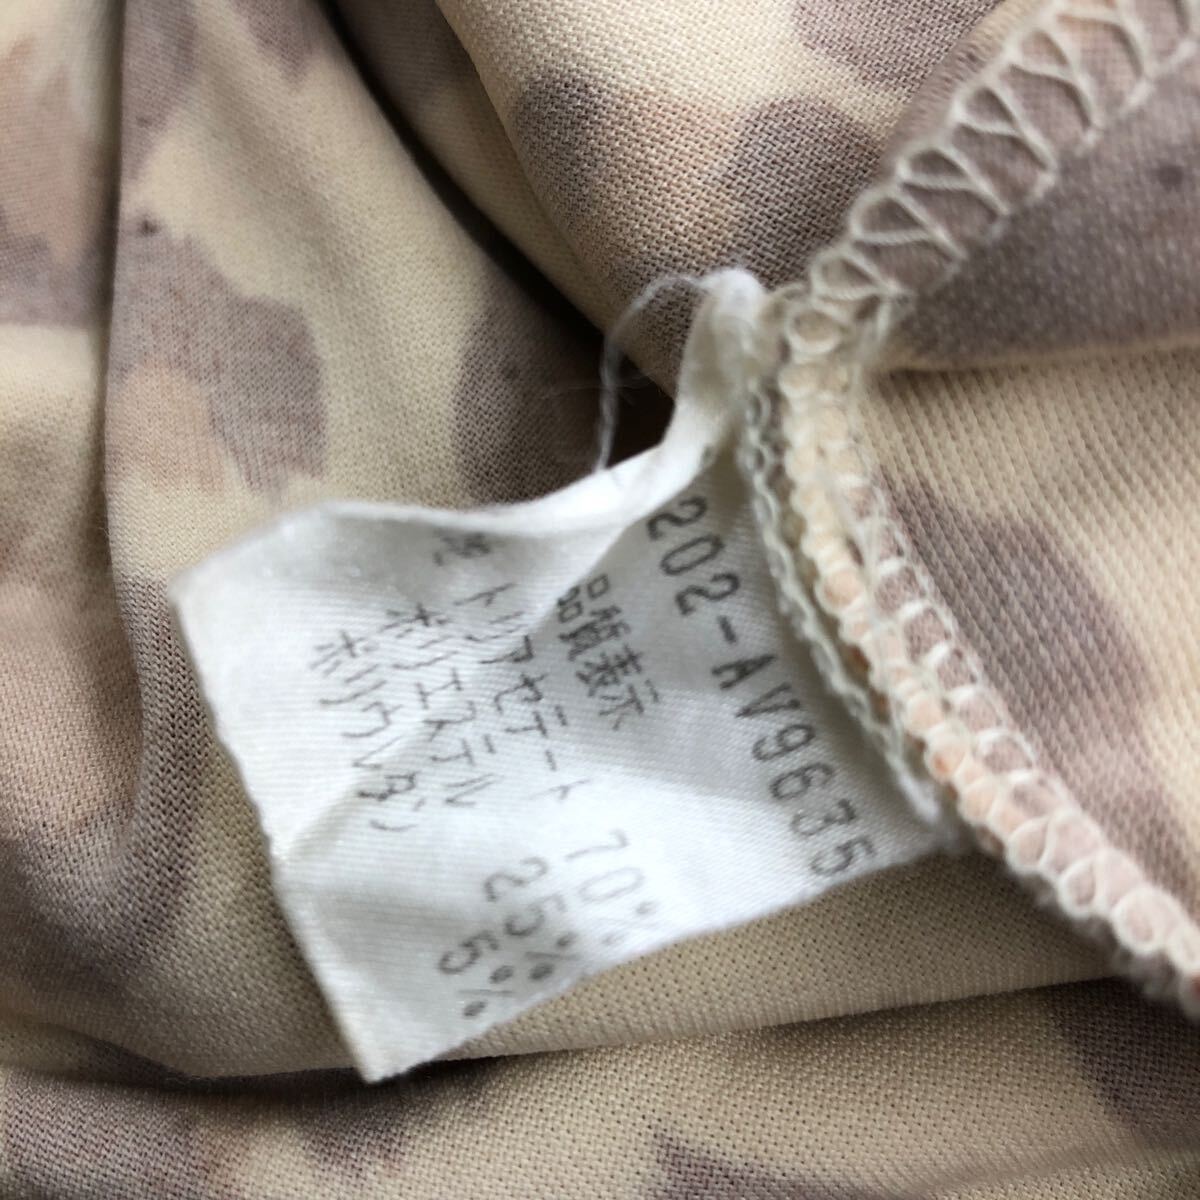 202-AV9635
品質表示
トリアセテート 70%
ポリエステル 25%
ポリウレタン 5%